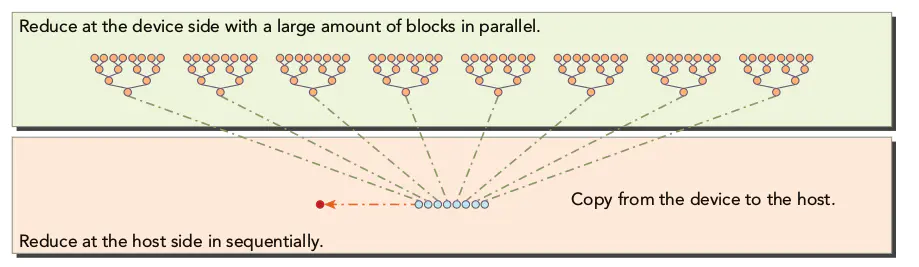 Reduce at the device side with a large amount of blocks in parallel.
Copy from the device to the host.
Reduce at the host side in sequentially.